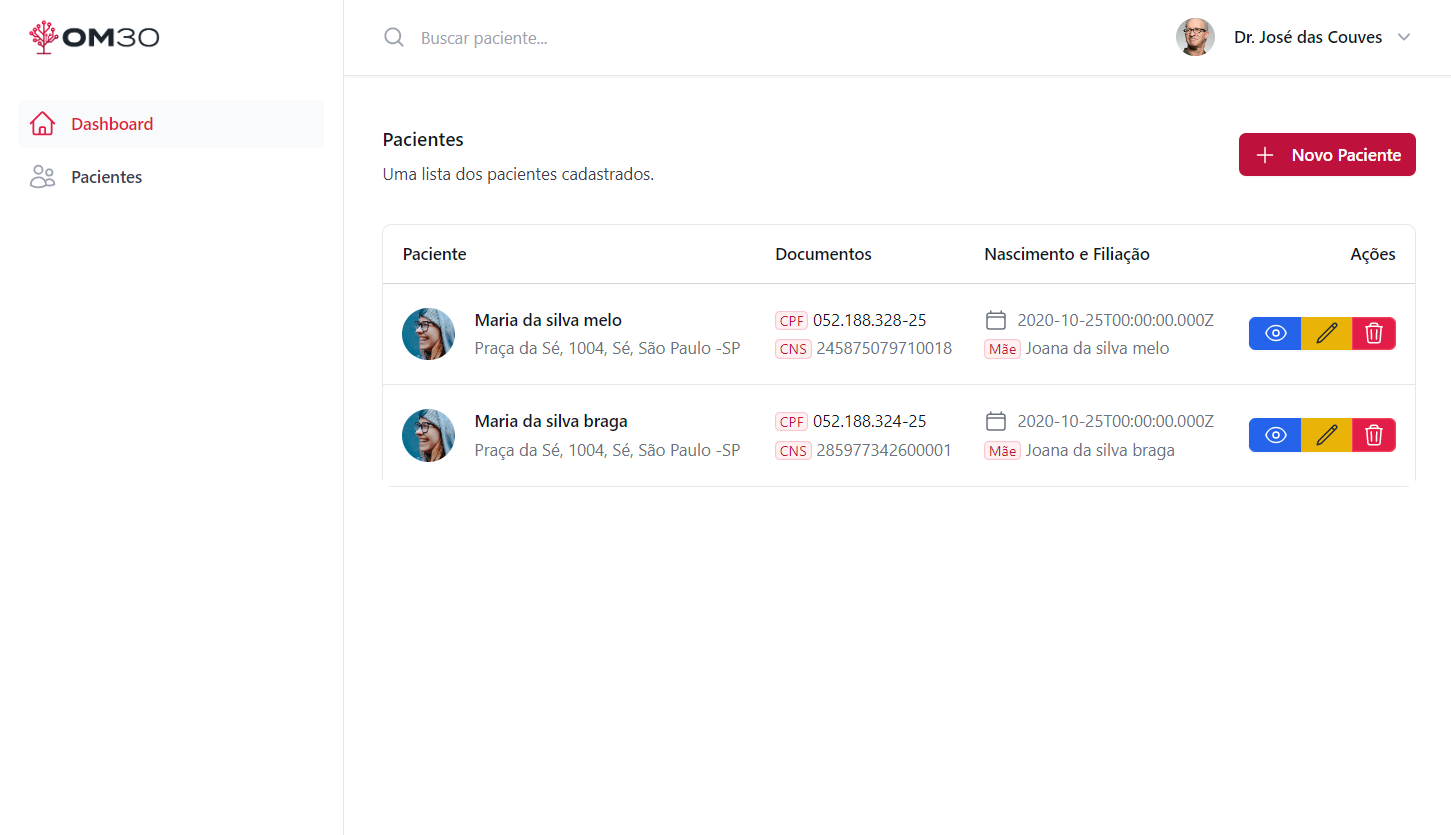 OM30
Buscar paciente...
Dr. José das Couves
Dashboard
Pacientes
Pacientes
Uma lista dos pacientes cadastrados.
Novo Paciente
Paciente Documentos Nascimento e Filiação Ações
Maria da silva melo CPF 052.188.328-25 2020-10-25T00:00:00.000Z
Praça da Sé, 1004, Sé, São Paulo -SP CNS 245875079710018 Mãe Joana da silva melo
Maria da silva braga CPF 052.188.324-25 2020-10-25T00:00:00.000Z
Praça da Sé, 1004, Sé, São Paulo -SP CNS 285977342600001 Mãe Joana da silva braga